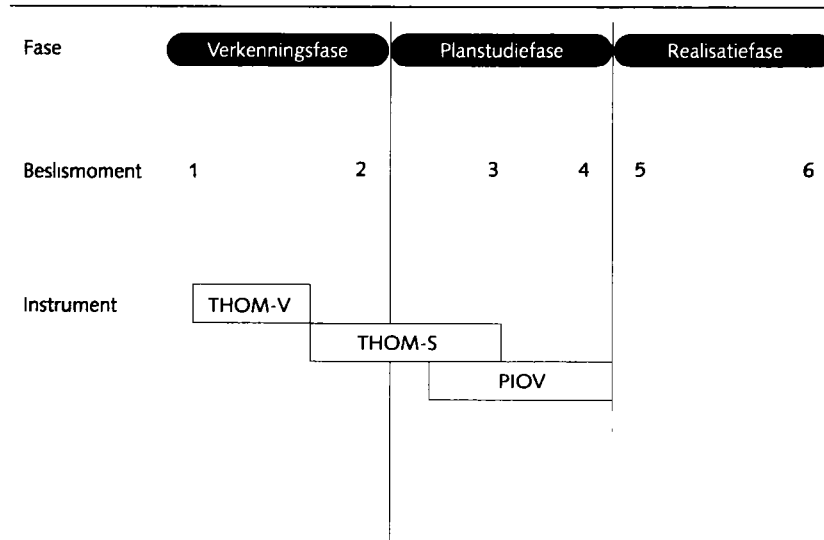 Fase Verkenningsfase Planstudiefase Realisatiefase
Beslismoment 1 2 3 4 5 6
Instrument THOM-V
THOM-S
PIOV